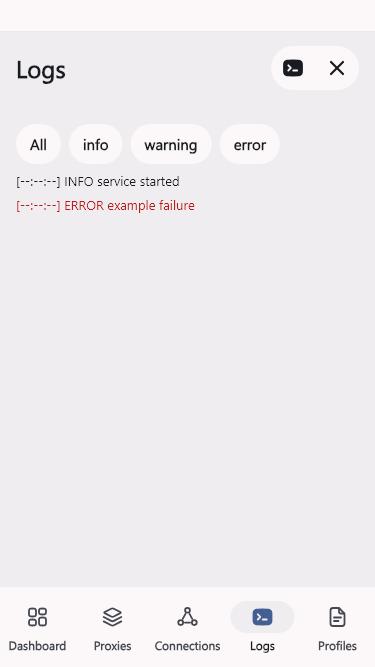 Logs
All info warning error
[--:--:--] INFO service started
[--:--:--] ERROR example failure
Dashboard Proxies Connections Logs Profiles